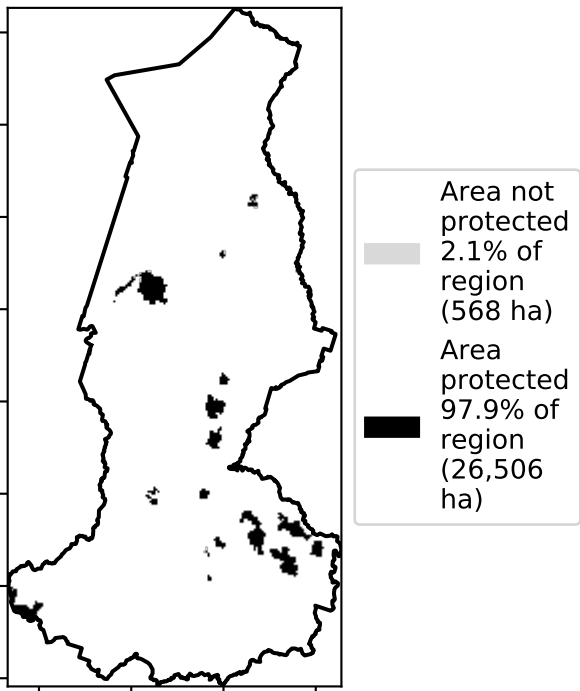 Area not
protected
2.1% of
region
(568 ha)
Area
protected
97.9% of
region
(26,506
ha)